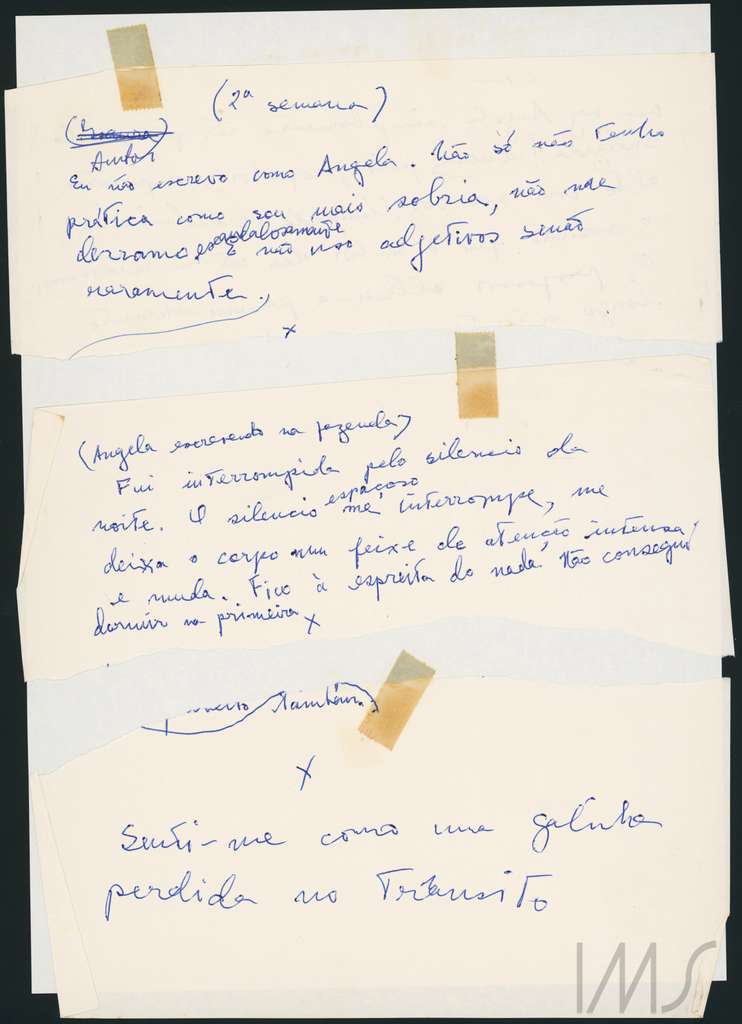 (2ª semana)
Autor
Eu não escrevo como Angela. Não só não tenho
prática como sou mais sobria, não me
derramo escandalosamente
E não uso adjetivos senão
raramente.
x
(Angela escrevendo na fazenda)
Fui interrompida pelo silencio da
noite. O silencio espaçoso me interrompe, me
deixa o corpo num feixe de atenção intensa
e muda. Fico à espreita do nada. Não consegui
dormir na primeira
x
também
x
Senti-me como uma galinha
perdida no Trânsito
IMS